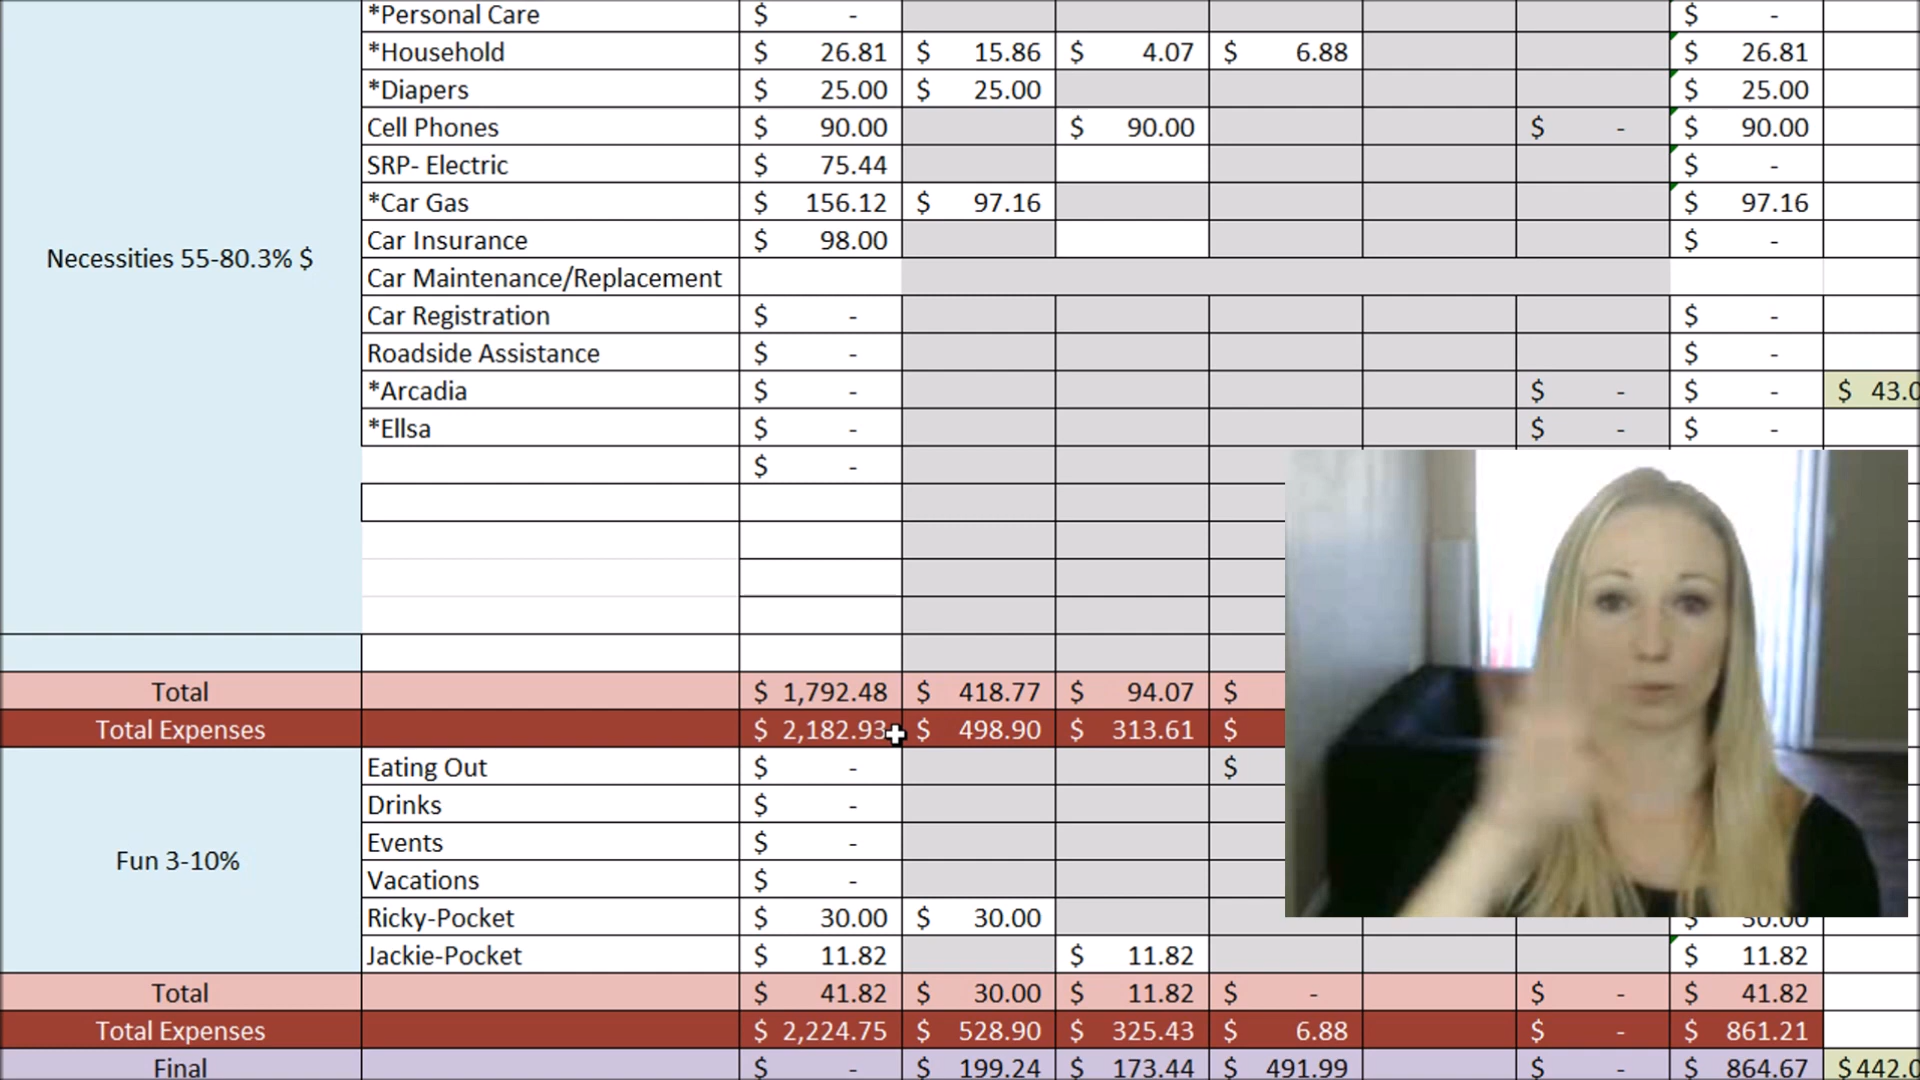 *Personal Care $ - $ -
*Household $ 26.81 $ 15.86 $ 4.07 $ 6.88 $ 26.81
*Diapers $ 25.00 $ 25.00 $ 25.00
Cell Phones $ 90.00 $ 90.00 $ - $ 90.00
SRP- Electric $ 75.44 $ -
*Car Gas $ 156.12 $ 97.16 $ 97.16
Necessities 55-80.3% $
Car Insurance $ 98.00 $ -
Car Maintenance/Replacement
Car Registration $ - $ -
Roadside Assistance $ - $ -
*Arcadia $ - $ - $ - $ 43.0
*Ellsa $ - $ - $ -
$ -
Total $ 1,792.48 $ 418.77 $ 94.07 $
Total Expenses $ 2,182.93 $ 498.90 $ 313.61 $
Eating Out $ - $
Drinks $ -
Events $ -
Fun 3-10%
Vacations $ -
Ricky-Pocket $ 30.00 $ 30.00 $ 30.00
Jackie-Pocket $ 11.82 $ 11.82 $ 11.82
Total $ 41.82 $ 30.00 $ 11.82 $ - $ - $ 41.82
Total Expenses $ 2,224.75 $ 528.90 $ 325.43 $ 6.88 $ - $ 861.21
Final $ - $ 199.24 $ 173.44 $ 491.99 $ - $ 864.67 $442.0